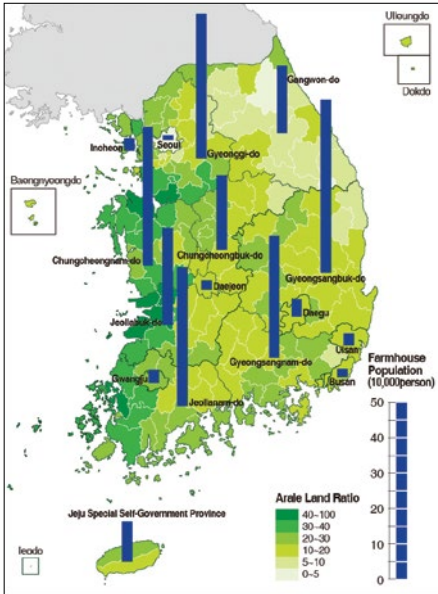 Ulleungdo
Dokdo
Gangwon-do
Incheon
Seoul
Gyeonggi-do
Baengnyeongdo
Chungcheongnam-do
Chungcheongbuk-do
Gyeongsangbuk-do
Daejeon
Jeollabuk-do
Daegu
Ulsan
Gyeongsangnam-do
Gwangju
Busan
Jeollanam-do
Farmhouse
Population
(10,000person)
50
40
30
20
10
0
Arale Land Ratio
40~100
30~40
20~30
10~20
5~10
0~5
Jeju Special Self-Government Province
Ieodo